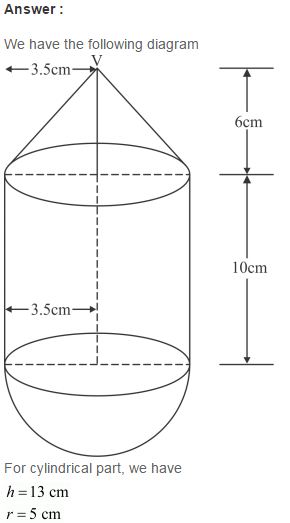 Answer :
We have the following diagram
V
3.5cm
6cm
10cm
3.5cm
For cylindrical part, we have
h = 13 cm
r = 5 cm